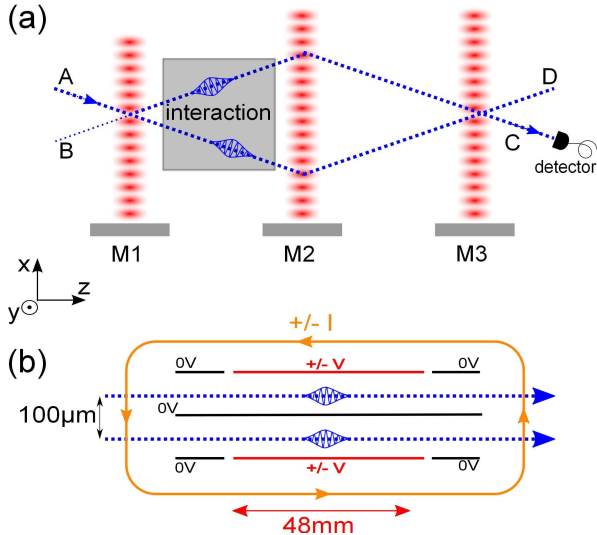 (a)
A
B
interaction
D
C
detector
M1
M2
M3
x
y
z
(b)
+/- I
0V
+/- V
0V
0V
100µm
0V
+/- V
0V
48mm